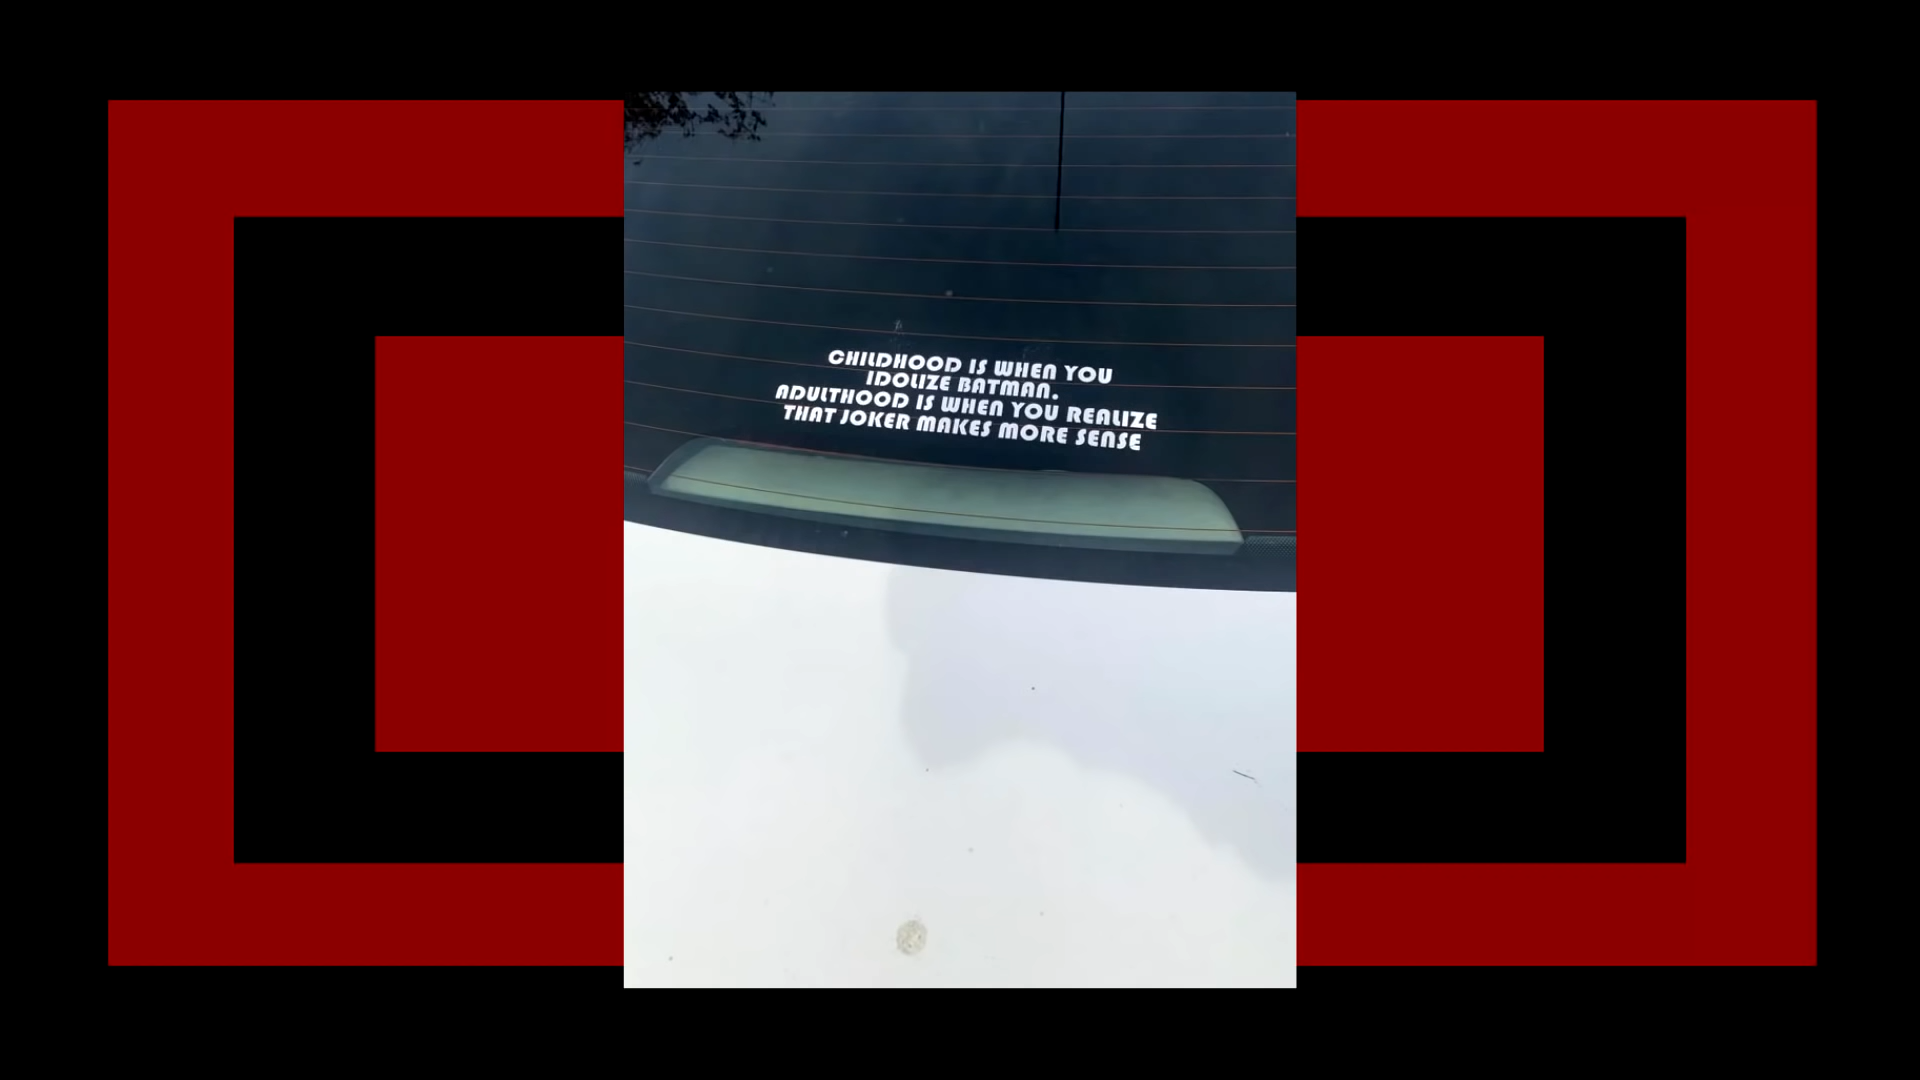 CHILDHOOD IS WHEN YOU
IDOLIZE BATMAN.
ADULTHOOD IS WHEN YOU REALIZE
THAT JOKER MAKES MORE SENSE